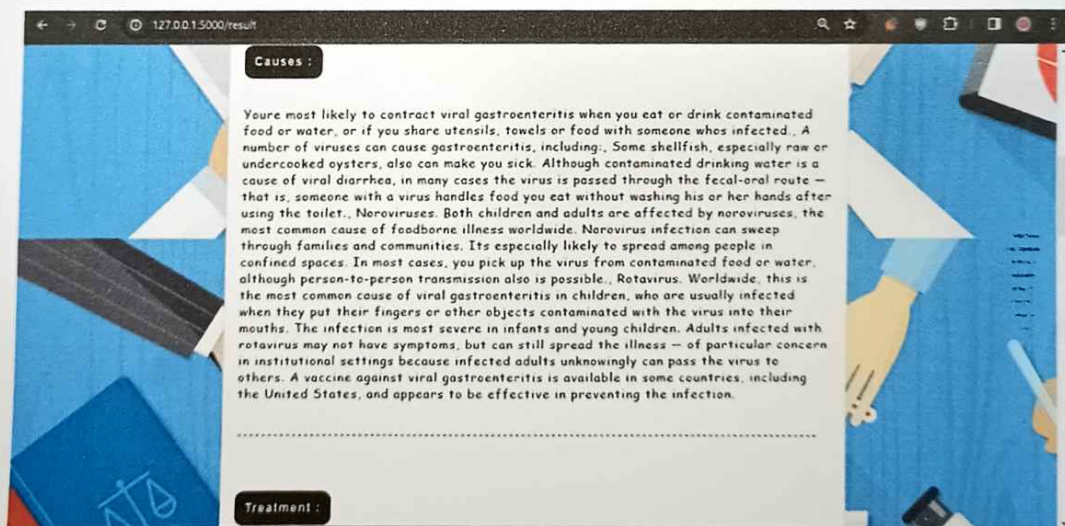 127.0.0.1:5000/result
Causes :
Youre most likely to contract viral gastroenteritis when you eat or drink contaminated
food or water, or if you share utensils, towels or food with someone whos infected., A
number of viruses can cause gastroenteritis, including:, Some shellfish, especially raw or
undercooked oysters, also can make you sick. Although contaminated drinking water is a
cause of viral diarrhea, in many cases the virus is passed through the fecal-oral route —
that is, someone with a virus handles food you eat without washing his or her hands after
using the toilet., Noroviruses. Both children and adults are affected by noroviruses, the
most common cause of foodborne illness worldwide. Norovirus infection can sweep
through families and communities. Its especially likely to spread among people in
confined spaces. In most cases, you pick up the virus from contaminated food or water,
although person-to-person transmission also is possible., Rotavirus. Worldwide, this is
the most common cause of viral gastroenteritis in children, who are usually infected
when they put their fingers or other objects contaminated with the virus into their
mouths. The infection is most severe in infants and young children. Adults infected with
rotavirus may not have symptoms, but can still spread the illness — of particular concern
in institutional settings because infected adults unknowingly can pass the virus to
others. A vaccine against viral gastroenteritis is available in some countries, including
the United States, and appears to be effective in preventing the infection.
Treatment :